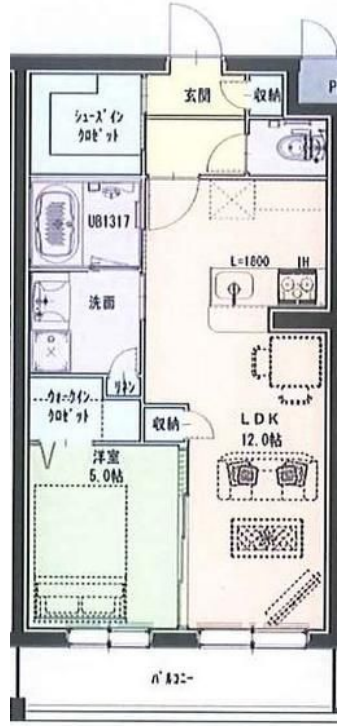 玄関
収納
P
シューズイン
クロゼット
UB1317
L=1800
IH
洗面
リネン
ウォークイン
クロゼット
収納
LDK
12.0帖
洋室
5.0帖
バルコニー